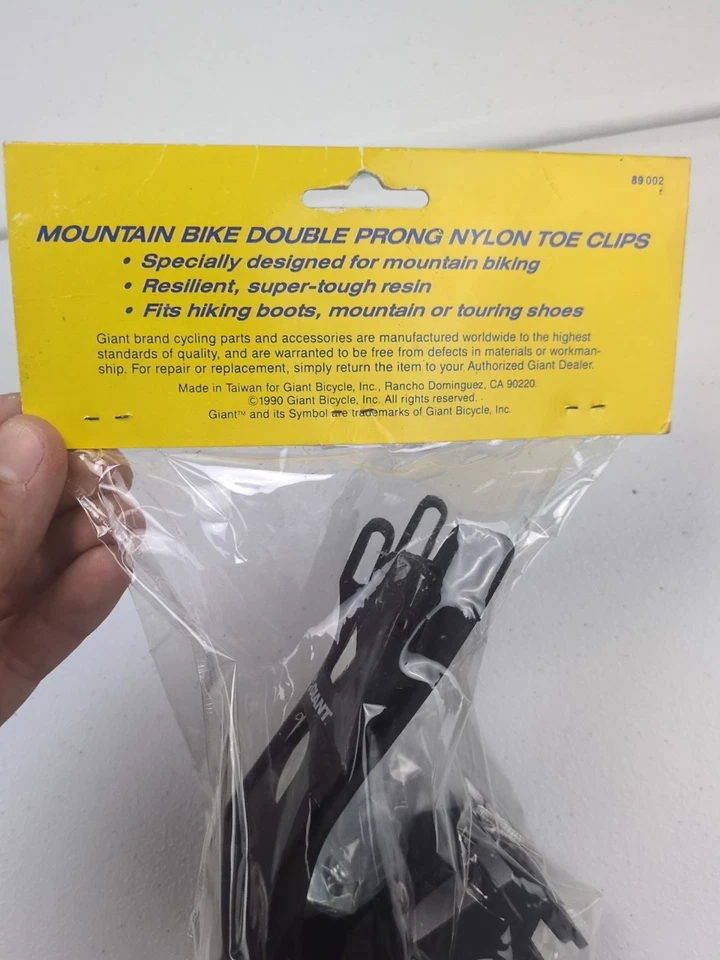 89 002
MOUNTAIN BIKE DOUBLE PRONG NYLON TOE CLIPS
• Specially designed for mountain biking
• Resilient, super-tough resin
• Fits hiking boots, mountain or touring shoes
Giant brand cycling parts and accessories are manufactured worldwide to the highest
standards of quality, and are warranted to be free from defects in materials or workman-
ship. For repair or replacement, simply return the item to your Authorized Giant Dealer.
Made in Taiwan for Giant Bicycle, Inc., Rancho Dominguez, CA 90220.
©1990 Giant Bicycle, Inc. All rights reserved.
Giant™ and its Symbol are trademarks of Giant Bicycle, Inc.
GIANT